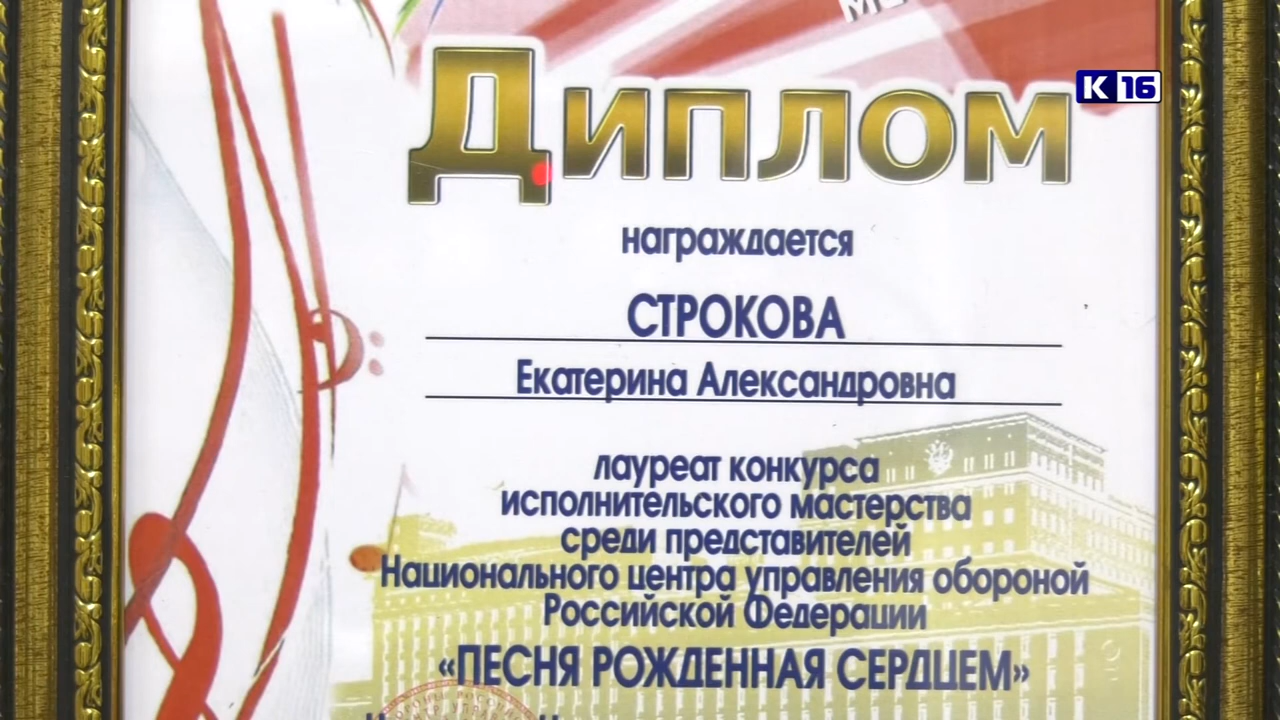 К 16
Диплом
награждается
СТРОКОВА
Екатерина Александровна
лауреат конкурса
исполнительского мастерства
среди представителей
Национального центра управления обороной
Российской Федерации
«ПЕСНЯ РОЖДЕННАЯ СЕРДЦЕМ»